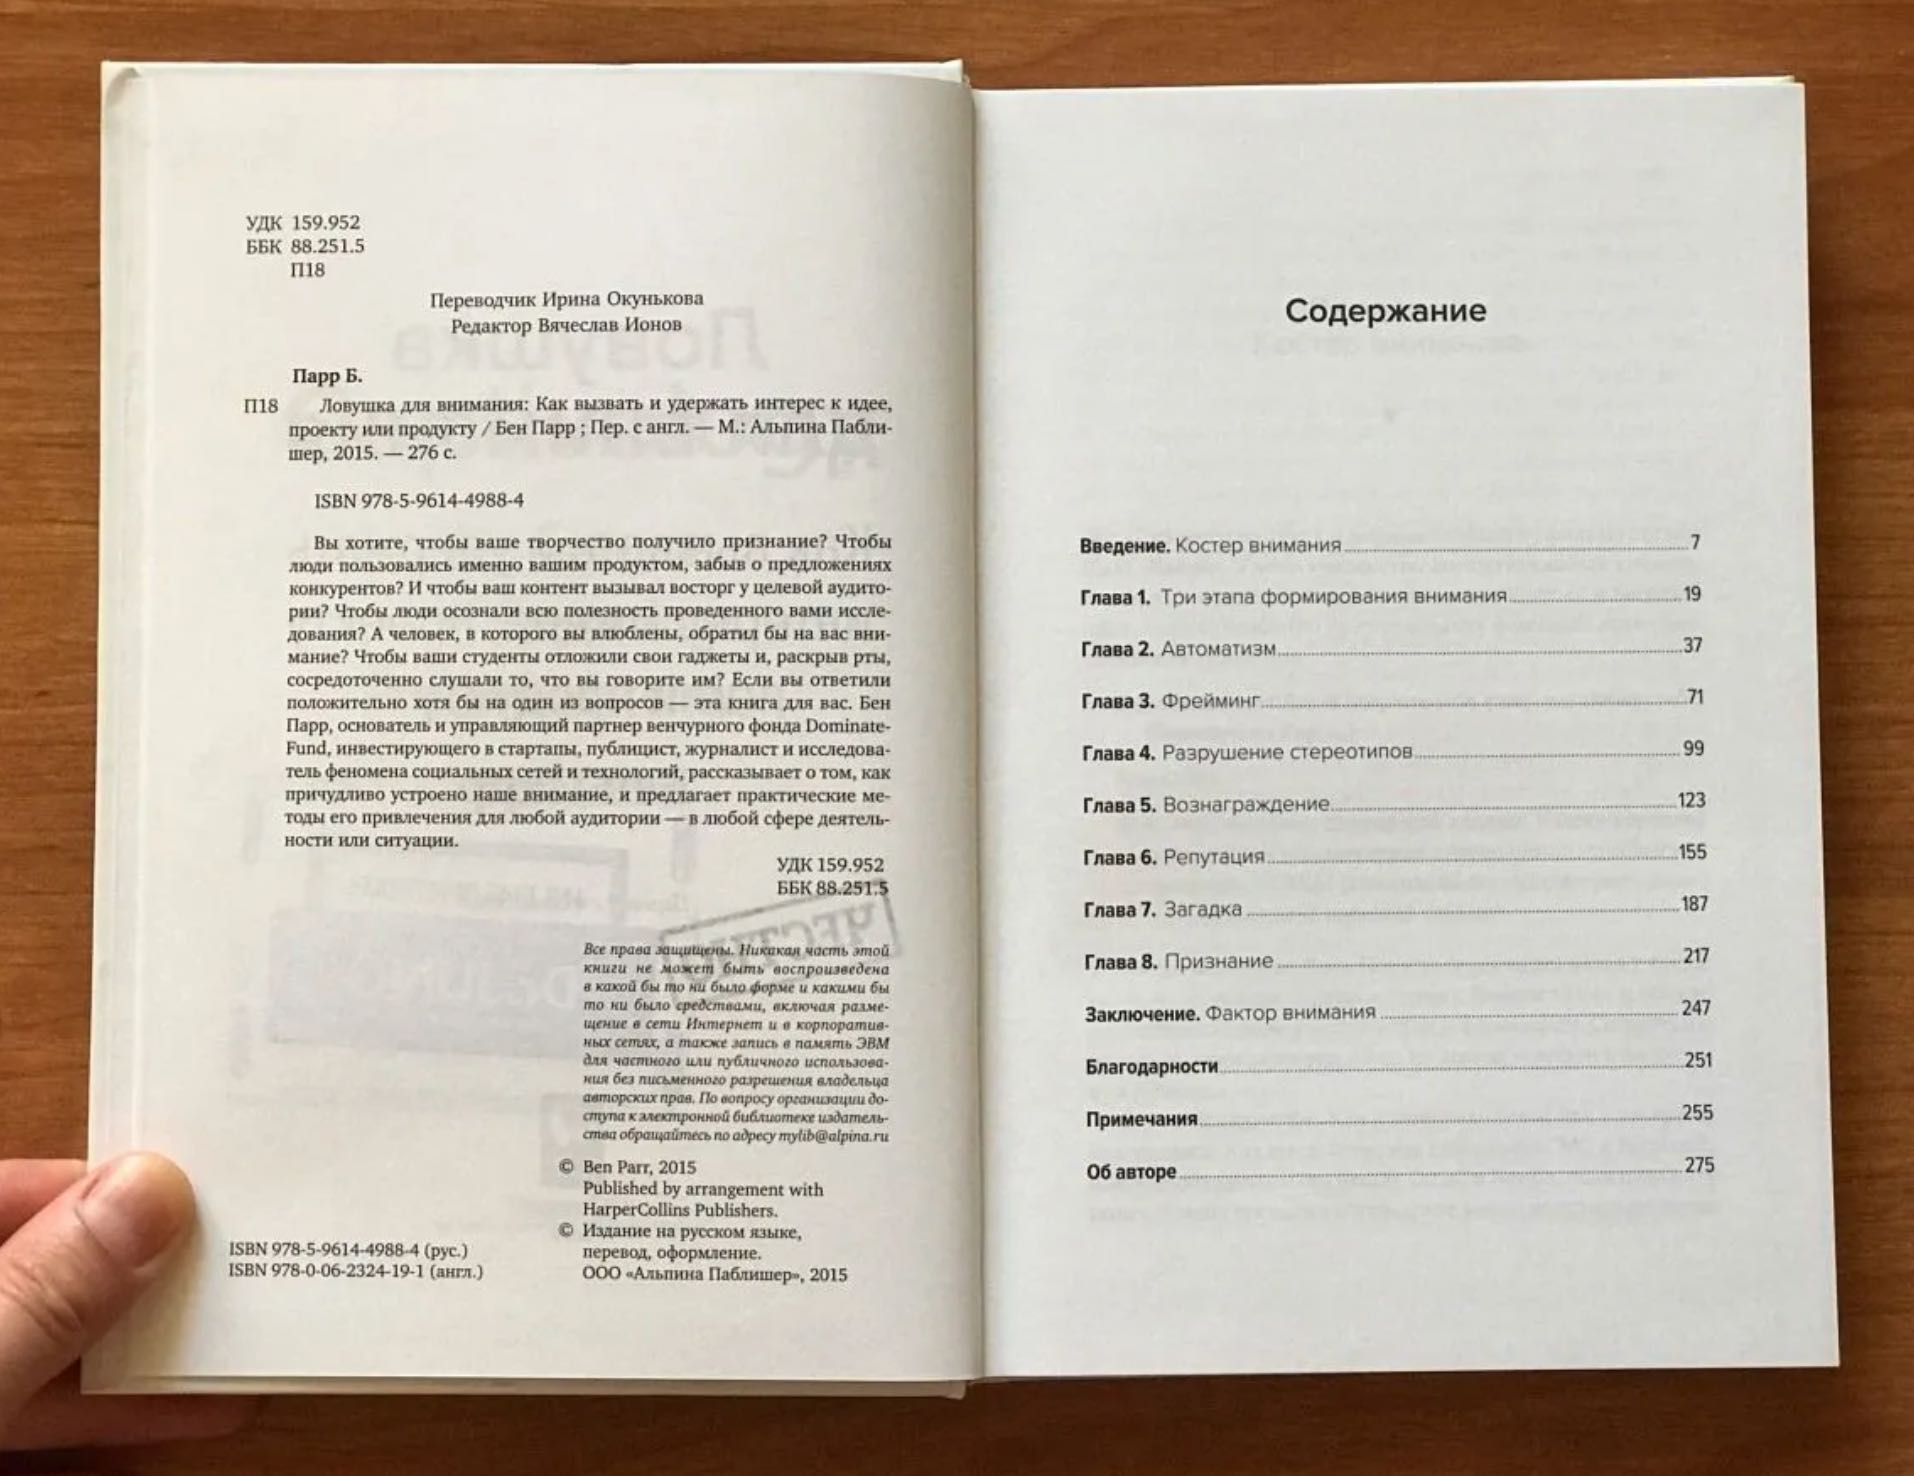 УДК 159.952
ББК 88.251.5
П18
Переводчик Ирина Окунькова
Редактор Вячеслав Ионов
Парр Б.
П18 Ловушка для внимания: Как вызвать и удержать интерес к идее,
проекту или продукту / Бен Парр ; Пер. с англ. — М.: Альпина Пабли-
шер, 2015. — 276 с.
ISBN 978-5-9614-4988-4
Вы хотите, чтобы ваше творчество получило признание? Чтобы
люди пользовались именно вашим продуктом, забыв о предложениях
конкурентов? И чтобы ваш контент вызывал восторг у целевой аудито-
рии? Чтобы люди осознали всю полезность проведенного вами иссле-
дования? А человек, в которого вы влюблены, обратил бы на вас вни-
мание? Чтобы ваши студенты отложили свои гаджеты и, раскрыв рты,
сосредоточенно слушали то, что вы говорите им? Если вы ответили
положительно хотя бы на один из вопросов — эта книга для вас. Бен
Парр, основатель и управляющий партнер венчурного фонда Dominate-
Fund, инвестирующего в стартапы, публицист, журналист и исследова-
тель феномена социальных сетей и технологий, рассказывает о том, как
причудливо устроено наше внимание, и предлагает практические ме-
тоды его привлечения для любой аудитории — в любой сфере деятель-
ности или ситуации.
УДК 159.952
ББК 88.251.5
Все права защищены. Никакая часть этой
книги не может быть воспроизведена
в какой бы то ни было форме и какими бы
то ни было средствами, включая разме-
щение в сети Интернет и в корпоратив-
ных сетях, а также запись в память ЭВМ
для частного или публичного использова-
ния без письменного разрешения владельца
авторских прав. По вопросу организации до-
ступа к электронной библиотеке издатель-
ства обращайтесь по адресу mylib@alpina.ru
© Ben Parr, 2015
Published by arrangement with
HarperCollins Publishers.
© Издание на русском языке,
перевод, оформление.
ООО «Альпина Паблишер», 2015
ISBN 978-5-9614-4988-4 (рус.)
ISBN 978-0-06-2324-19-1 (англ.)
Содержание
Введение. Костер внимания 7
Глава 1. Три этапа формирования внимания 19
Глава 2. Автоматизм 37
Глава 3. Фрейминг 71
Глава 4. Разрушение стереотипов 99
Глава 5. Вознаграждение 123
Глава 6. Репутация 155
Глава 7. Загадка 187
Глава 8. Признание 217
Заключение. Фактор внимания 247
Благодарности 251
Примечания 255
Об авторе 275